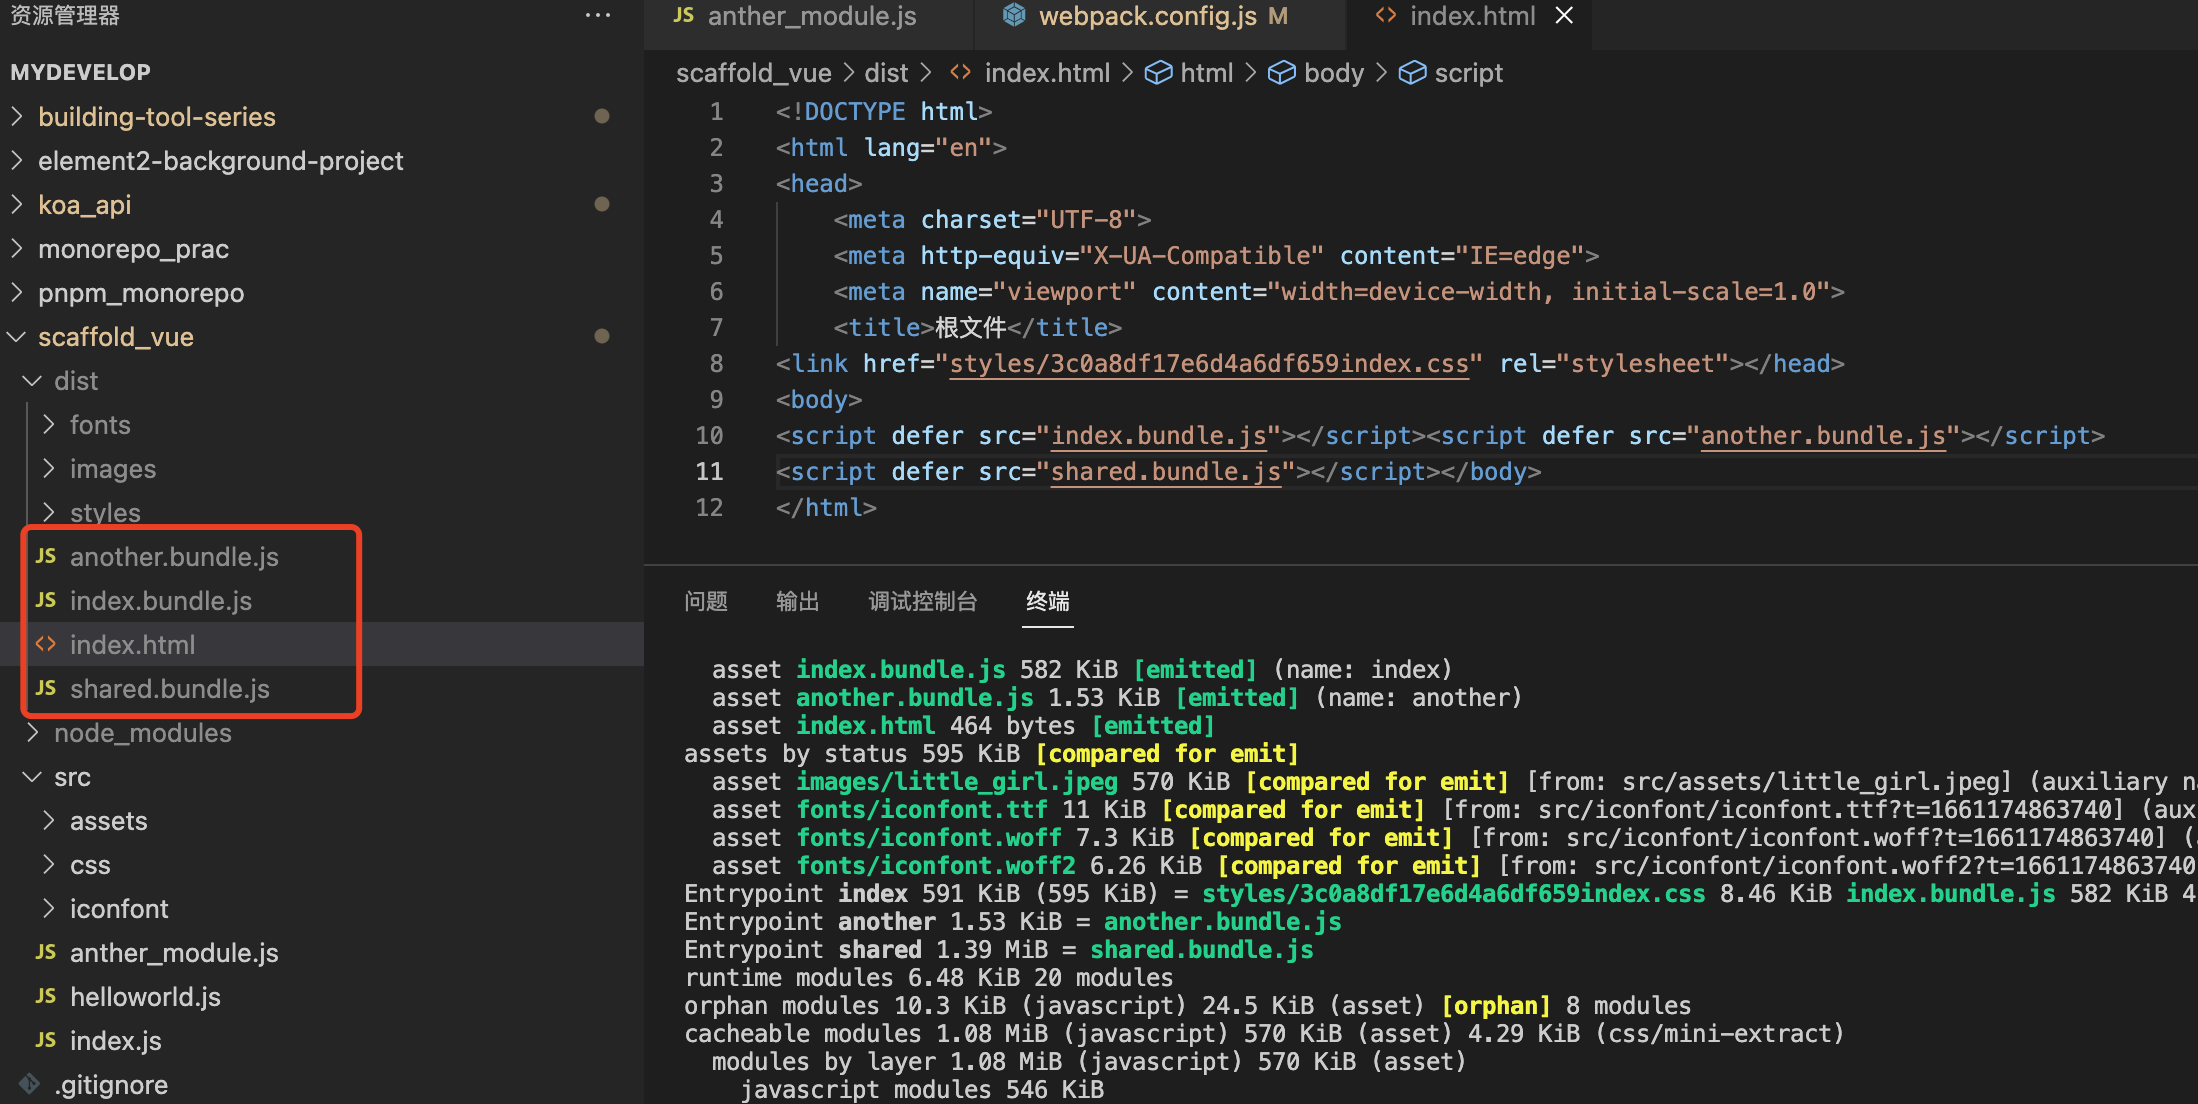 资源管理器 ···
MYDEVELOP
building-tool-series
element2-background-project
koa_api
monorepo_prac
pnpm_monorepo
scaffold_vue
dist
fonts
images
styles
JS another.bundle.js
JS index.bundle.js
<> index.html
JS shared.bundle.js
node_modules
src
assets
css
iconfont
JS anther_module.js
JS helloworld.js
JS index.js
.gitignore
JS anther_module.js webpack.config.js M <> index.html
scaffold_vue > dist > <> index.html > html > body > script
1 <!DOCTYPE html>
2 <html lang="en">
3 <head>
4 <meta charset="UTF-8">
5 <meta http-equiv="X-UA-Compatible" content="IE=edge">
6 <meta name="viewport" content="width=device-width, initial-scale=1.0">
7 <title>根文件</title>
8 <link href="styles/3c0a8df17e6d4a6df659index.css" rel="stylesheet"></head>
9 <body>
10 <script defer src="index.bundle.js"></script><script defer src="another.bundle.js"></script>
11 <script defer src="shared.bundle.js"></script></body>
12 </html>
问题 输出 调试控制台 终端
asset index.bundle.js 582 KiB [emitted] (name: index)
asset another.bundle.js 1.53 KiB [emitted] (name: another)
asset index.html 464 bytes [emitted]
assets by status 595 KiB [compared for emit]
asset images/little_girl.jpeg 570 KiB [compared for emit] [from: src/assets/little_girl.jpeg] (auxiliary na
asset fonts/iconfont.ttf 11 KiB [compared for emit] [from: src/iconfont/iconfont.ttf?t=1661174863740] (aux
asset fonts/iconfont.woff 7.3 KiB [compared for emit] [from: src/iconfont/iconfont.woff?t=1661174863740] (
asset fonts/iconfont.woff2 6.26 KiB [compared for emit] [from: src/iconfont/iconfont.woff2?t=1661174863740
Entrypoint index 591 KiB (595 KiB) = styles/3c0a8df17e6d4a6df659index.css 8.46 KiB index.bundle.js 582 KiB 4
Entrypoint another 1.53 KiB = another.bundle.js
Entrypoint shared 1.39 MiB = shared.bundle.js
runtime modules 6.48 KiB 20 modules
orphan modules 10.3 KiB (javascript) 24.5 KiB (asset) [orphan] 8 modules
cacheable modules 1.08 MiB (javascript) 570 KiB (asset) 4.29 KiB (css/mini-extract)
modules by layer 1.08 MiB (javascript) 570 KiB (asset)
javascript modules 546 KiB